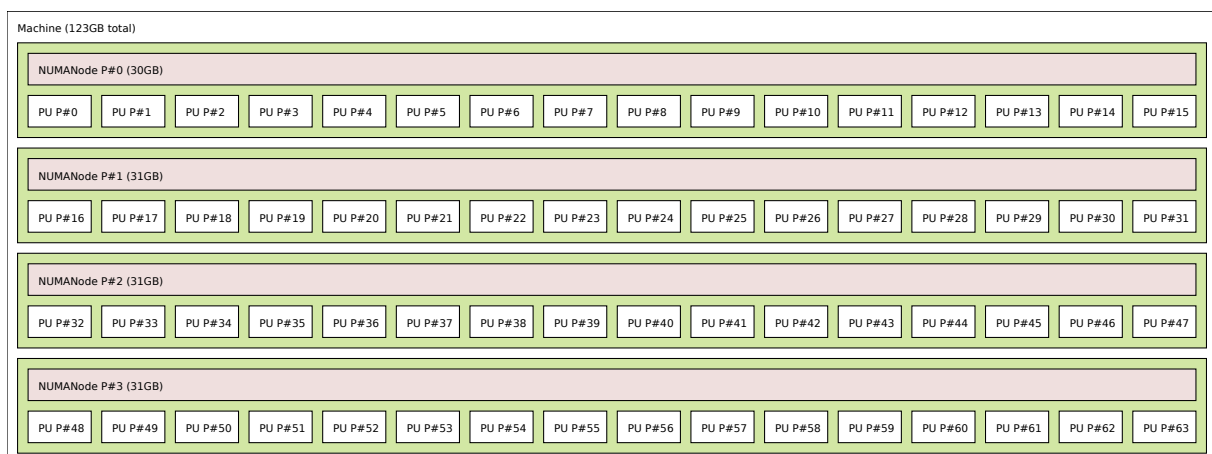 Machine (123GB total)
NUMANode P#0 (30GB)
PU P#0 PU P#1 PU P#2 PU P#3 PU P#4 PU P#5 PU P#6 PU P#7 PU P#8 PU P#9 PU P#10 PU P#11 PU P#12 PU P#13 PU P#14 PU P#15
NUMANode P#1 (31GB)
PU P#16 PU P#17 PU P#18 PU P#19 PU P#20 PU P#21 PU P#22 PU P#23 PU P#24 PU P#25 PU P#26 PU P#27 PU P#28 PU P#29 PU P#30 PU P#31
NUMANode P#2 (31GB)
PU P#32 PU P#33 PU P#34 PU P#35 PU P#36 PU P#37 PU P#38 PU P#39 PU P#40 PU P#41 PU P#42 PU P#43 PU P#44 PU P#45 PU P#46 PU P#47
NUMANode P#3 (31GB)
PU P#48 PU P#49 PU P#50 PU P#51 PU P#52 PU P#53 PU P#54 PU P#55 PU P#56 PU P#57 PU P#58 PU P#59 PU P#60 PU P#61 PU P#62 PU P#63